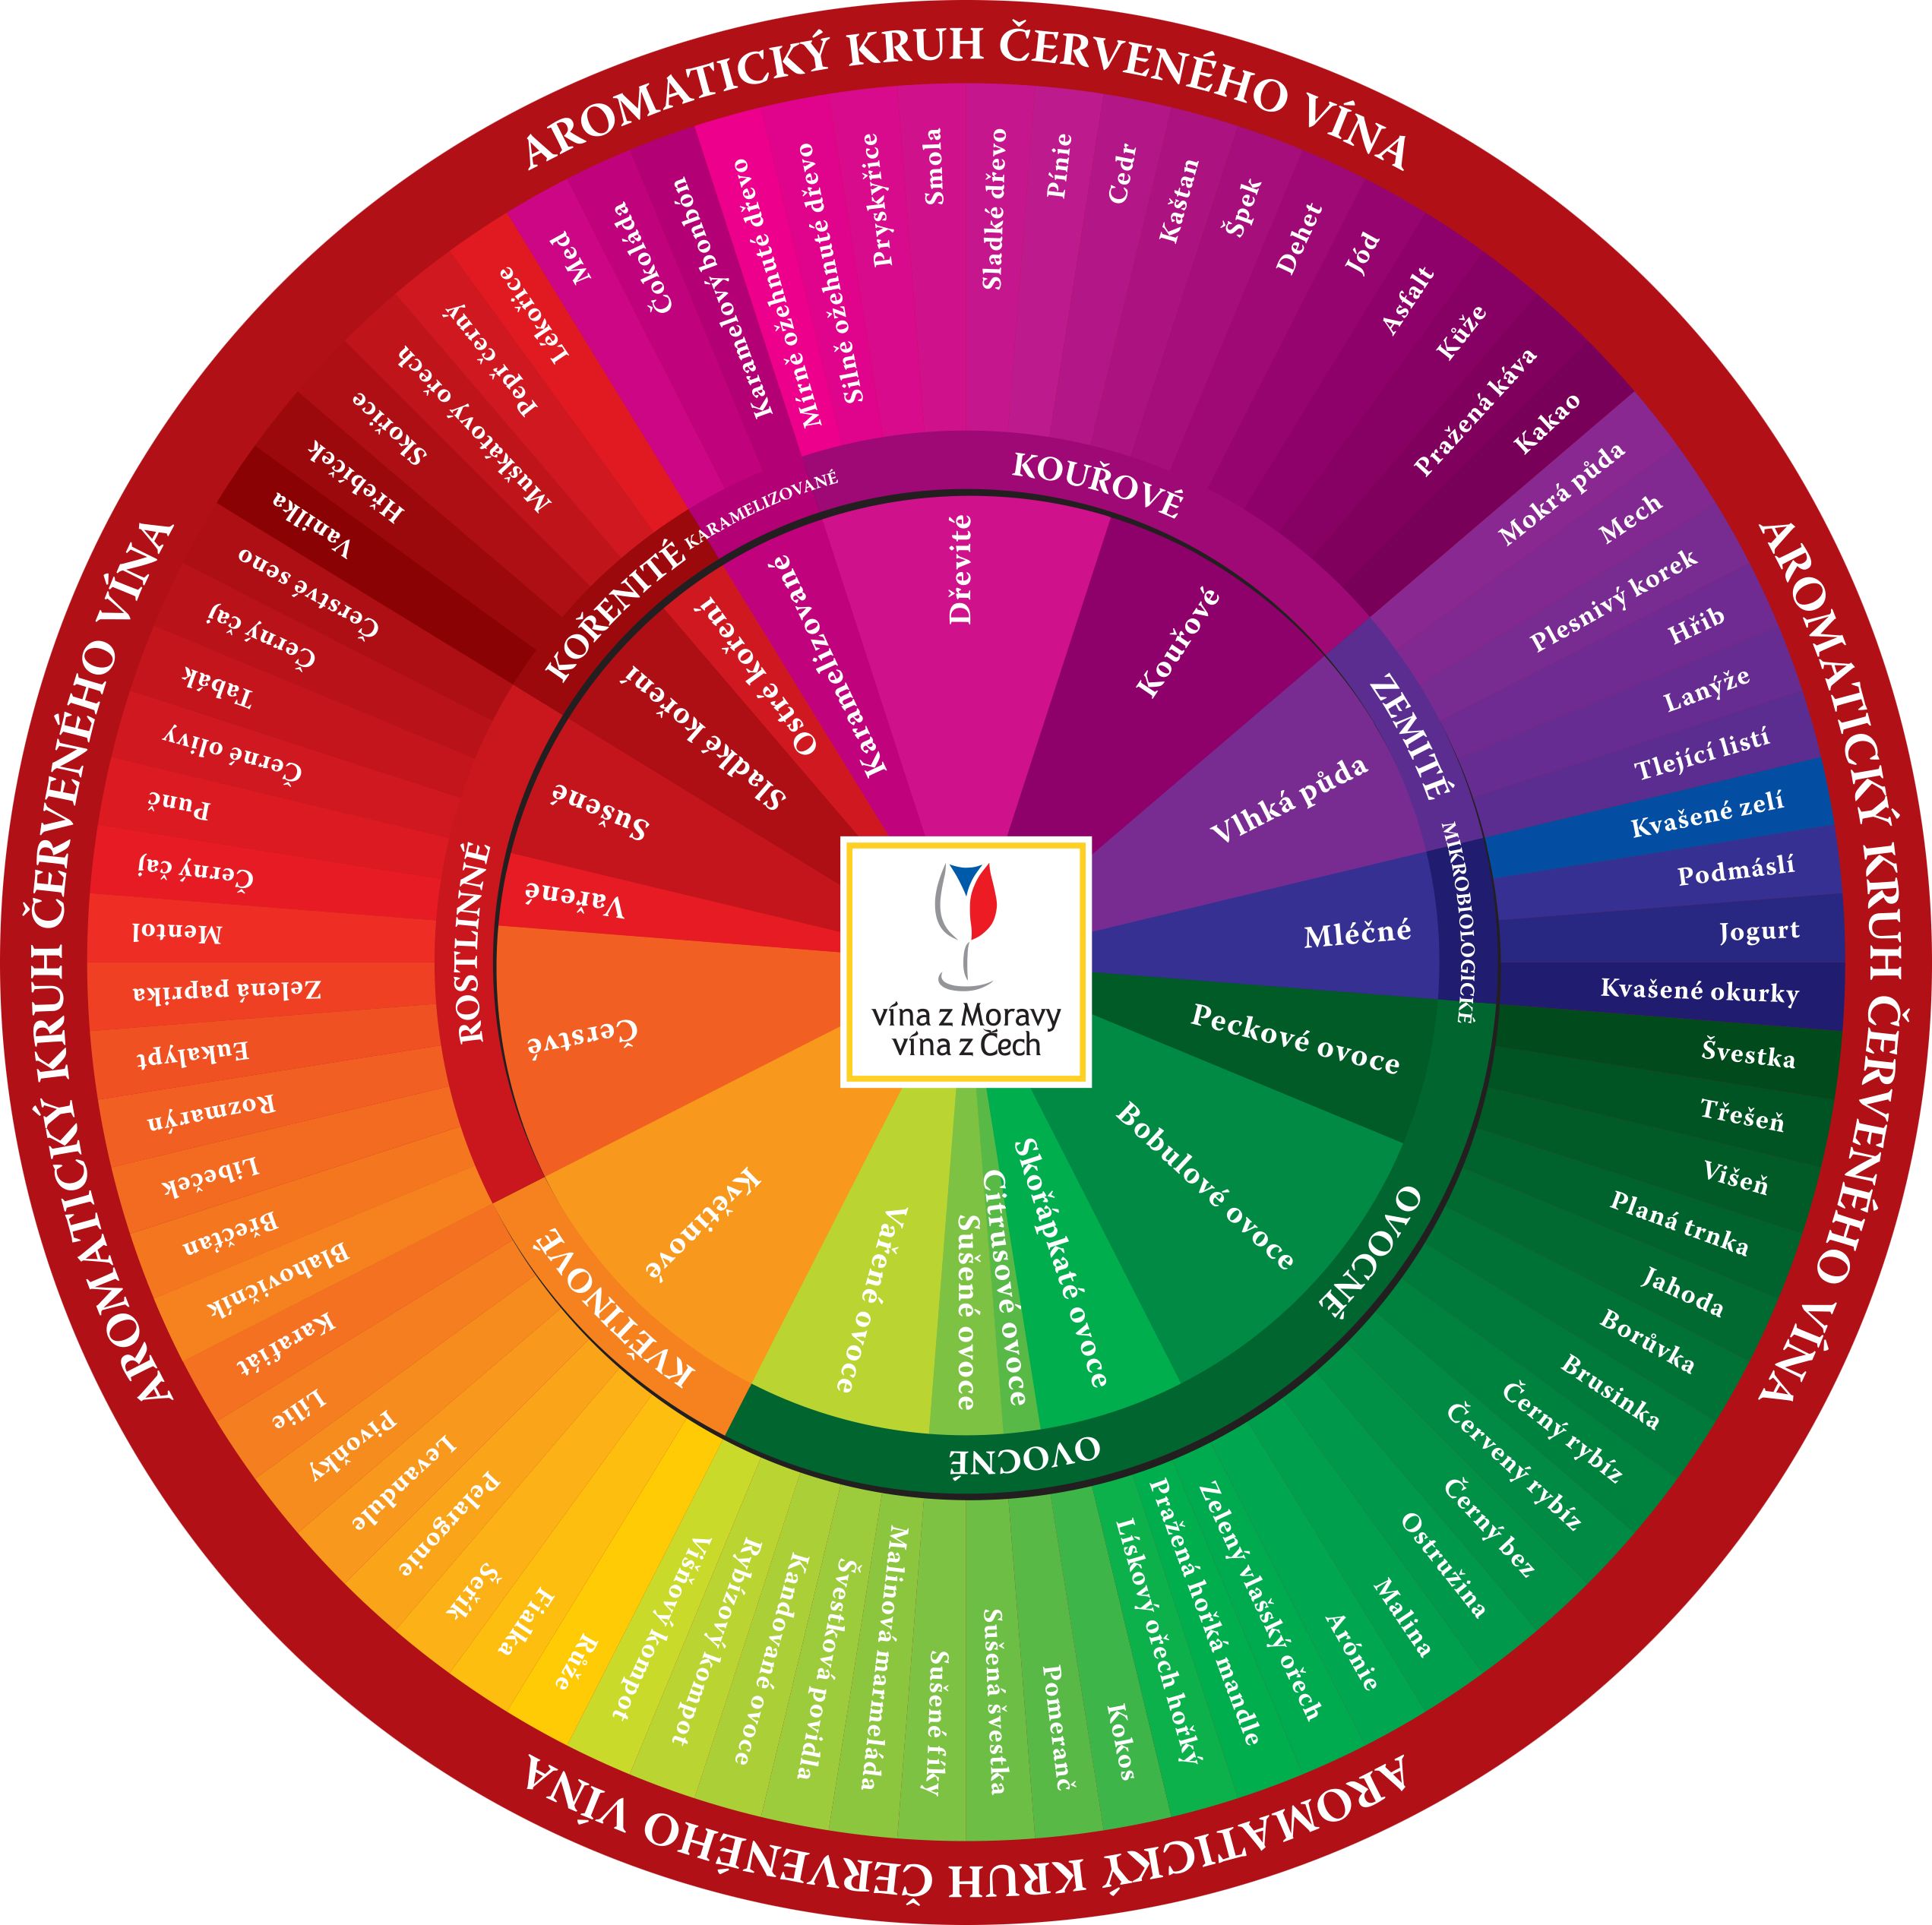 AROMATICKÝ KRUH ČERVENÉHO VÍNA
AROMATICKÝ KRUH ČERVENÉHO VÍNA
AROMATICKÝ KRUH ČERVENÉHO VÍNA
AROMATICKÝ KRUH ČERVENÉHO VÍNA
KARAMELIZOVANÉ
Karamelizované
Med
Čokoláda
Karamelový bonbón
KOUŘOVÉ
Dřevité
Mírně ožehnuté dřevo
Silně ožehnuté dřevo
Pryskyřice
Smola
Sladké dřevo
Pínie
Cedr
Kaštan
Kouřové
Špek
Dehet
Jód
Asfalt
Kůže
Pražená káva
Kakao
ZEMITÉ
Vlhká půda
Mokrá půda
Mech
Plesnivý korek
Hřib
Lanýže
Tlející listí
MIKROBIOLOGICKÉ
Mléčné
Kvašené zelí
Podmáslí
Jogurt
Kvašené okurky
OVOCNÉ
Peckové ovoce
Švestka
Třešeň
Višeň
Planá trnka
Bobulové ovoce
Jahoda
Borůvka
Brusinka
Černý rybíz
Červený rybíz
Černý bez
Ostružina
Malina
Arónie
Skořápkaté ovoce
Zelený vlašský ořech
Pražená hořká mandle
Lískový ořech hořký
Kokos
Citrusové ovoce
Pomeranč
Sušené ovoce
Sušená švestka
Sušené fíky
OVOCNÉ
Vařené ovoce
Malinová marmeláda
Švestková povidla
Kandované ovoce
Rybízový kompot
Višňový kompot
KVĚTINOVÉ
Květinové
Růže
Fialka
Šeřík
Pelargonie
Levandule
Pivoňky
Lilie
Karafiát
ROSTLINNÉ
Čerstvé
Blahovičník
Břečťan
Libeček
Rozmarýn
Eukalypt
Zelená paprika
Mentol
Vařené
Černý čaj
Punč
Sušené
Černé olivy
Tabák
Černý čaj
Čerstvé seno
KOŘENITÉ
Sladké koření
Vanilka
Hřebíček
Skořice
Muškátový ořech
Ostré koření
Pepř černý
Lékořice
vína z Moravy
vína z Čech